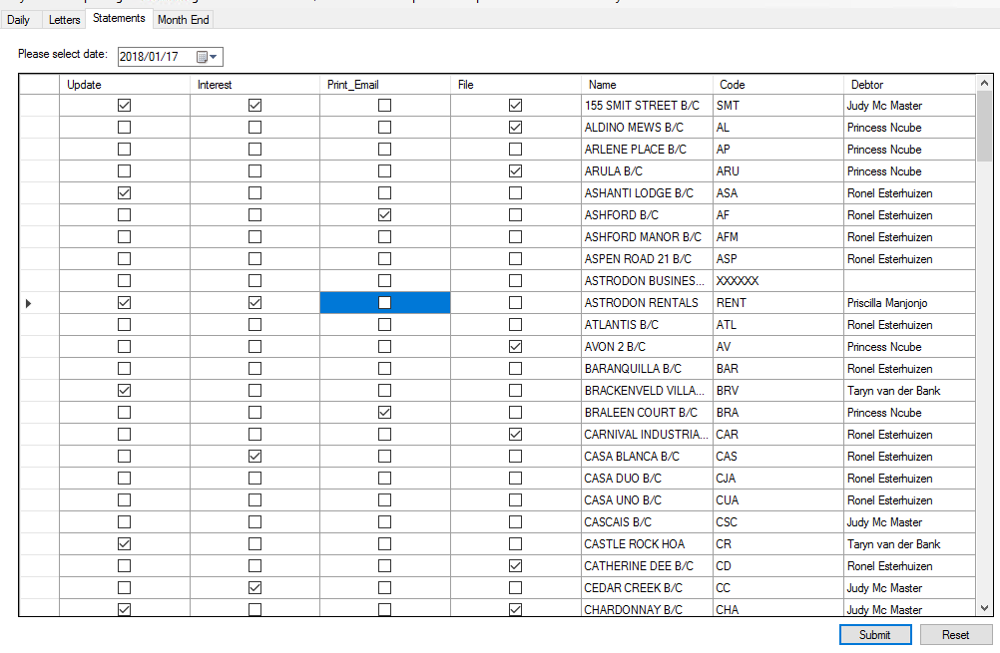 Daily Letters Statements Month End
Please select date: 2018/01/17
Update Interest Print_Email File Name Code Debtor
155 SMIT STREET B/C SMT Judy Mc Master
ALDINO MEWS B/C AL Princess Ncube
ARLENE PLACE B/C AP Princess Ncube
ARULA B/C ARU Princess Ncube
ASHANTI LODGE B/C ASA Ronel Esterhuizen
ASHFORD B/C AF Ronel Esterhuizen
ASHFORD MANOR B/C AFM Ronel Esterhuizen
ASPEN ROAD 21 B/C ASP Ronel Esterhuizen
ASTRODON BUSINES... XXXXXX
ASTRODON RENTALS RENT Priscilla Manjonjo
ATLANTIS B/C ATL Ronel Esterhuizen
AVON 2 B/C AV Princess Ncube
BARANQUILLA B/C BAR Ronel Esterhuizen
BRACKENVELD VILLA... BRV Taryn van der Bank
BRALEEN COURT B/C BRA Princess Ncube
CARNIVAL INDUSTRIA... CAR Ronel Esterhuizen
CASA BLANCA B/C CAS Ronel Esterhuizen
CASA DUO B/C CJA Ronel Esterhuizen
CASA UNO B/C CUA Ronel Esterhuizen
CASCAIS B/C CSC Judy Mc Master
CASTLE ROCK HOA CR Taryn van der Bank
CATHERINE DEE B/C CD Ronel Esterhuizen
CEDAR CREEK B/C CC Judy Mc Master
CHARDONNAY B/C CHA Judy Mc Master
Submit Reset